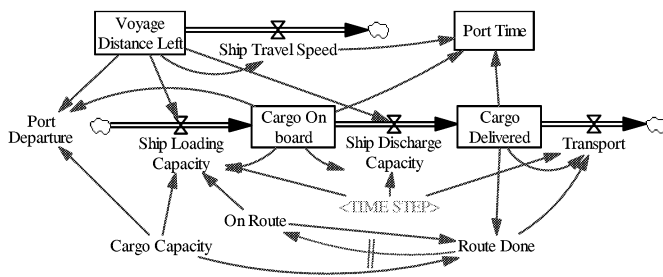 Voyage
Distance Left
Ship Travel Speed
Port Time
Port
Departure
Ship Loading
Capacity
Cargo On
board
Ship Discharge
Capacity
Cargo
Delivered
Transport
<TIME STEP>
On Route
Cargo Capacity
Route Done